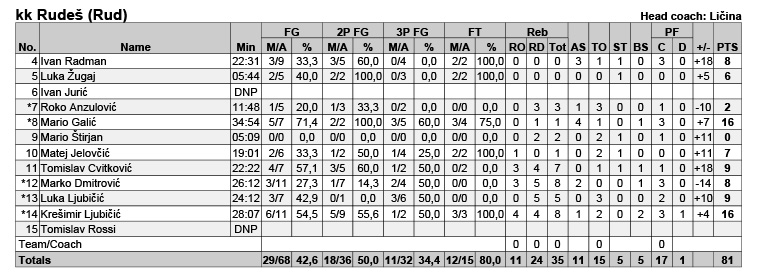 kk Rudeš (Rud) Head coach: Ličina
FG 2P FG 3P FG FT Reb PF
No. Name Min M/A % M/A % M/A % M/A % RO RD Tot AS TO ST BS C D +/- PTS
4 Ivan Radman 22:31 3/9 33,3 3/5 60,0 0/4 0,0 2/2 100,0 0 0 0 3 1 1 0 3 0 +18 8
5 Luka Žugaj 05:44 2/5 40,0 2/2 100,0 0/3 0,0 2/2 100,0 0 0 0 0 0 1 0 0 0 +5 6
6 Ivan Jurić DNP
*7 Roko Anzulović 11:48 1/5 20,0 1/3 33,3 0/2 0,0 0/0 0,0 0 3 3 1 3 0 0 1 0 -10 2
*8 Mario Galić 34:54 5/7 71,4 2/2 100,0 3/5 60,0 3/4 75,0 0 1 1 4 1 0 1 3 0 +7 16
9 Mario Štirjan 05:09 0/0 0,0 0/0 0,0 0/0 0,0 0/0 0,0 0 2 2 0 2 1 0 1 0 +11 0
10 Matej Jelovčić 19:01 2/6 33,3 1/2 50,0 1/4 25,0 2/2 100,0 1 0 1 0 2 1 0 1 0 +11 7
11 Tomislav Cvitković 22:22 4/7 57,1 3/5 60,0 1/2 50,0 0/2 0,0 3 4 7 0 1 0 1 1 0 +18 9
*12 Marko Dmitrović 26:12 3/11 27,3 1/7 14,3 2/4 50,0 0/0 0,0 3 5 8 2 0 0 1 3 0 -14 8
*13 Luka Ljubičić 24:12 3/7 42,9 0/1 0,0 3/6 50,0 0/0 0,0 0 5 5 0 3 1 0 2 0 +10 9
*14 Krešimir Ljubičić 28:07 6/11 54,5 5/9 55,6 1/2 50,0 3/3 100,0 4 4 8 1 2 0 2 3 1 +4 16
15 Tomislav Rossi DNP
Team/Coach 0 0 0 0 0
Totals 29/68 42,6 18/36 50,0 11/32 34,4 12/15 80,0 11 24 35 11 15 5 5 17 1 81